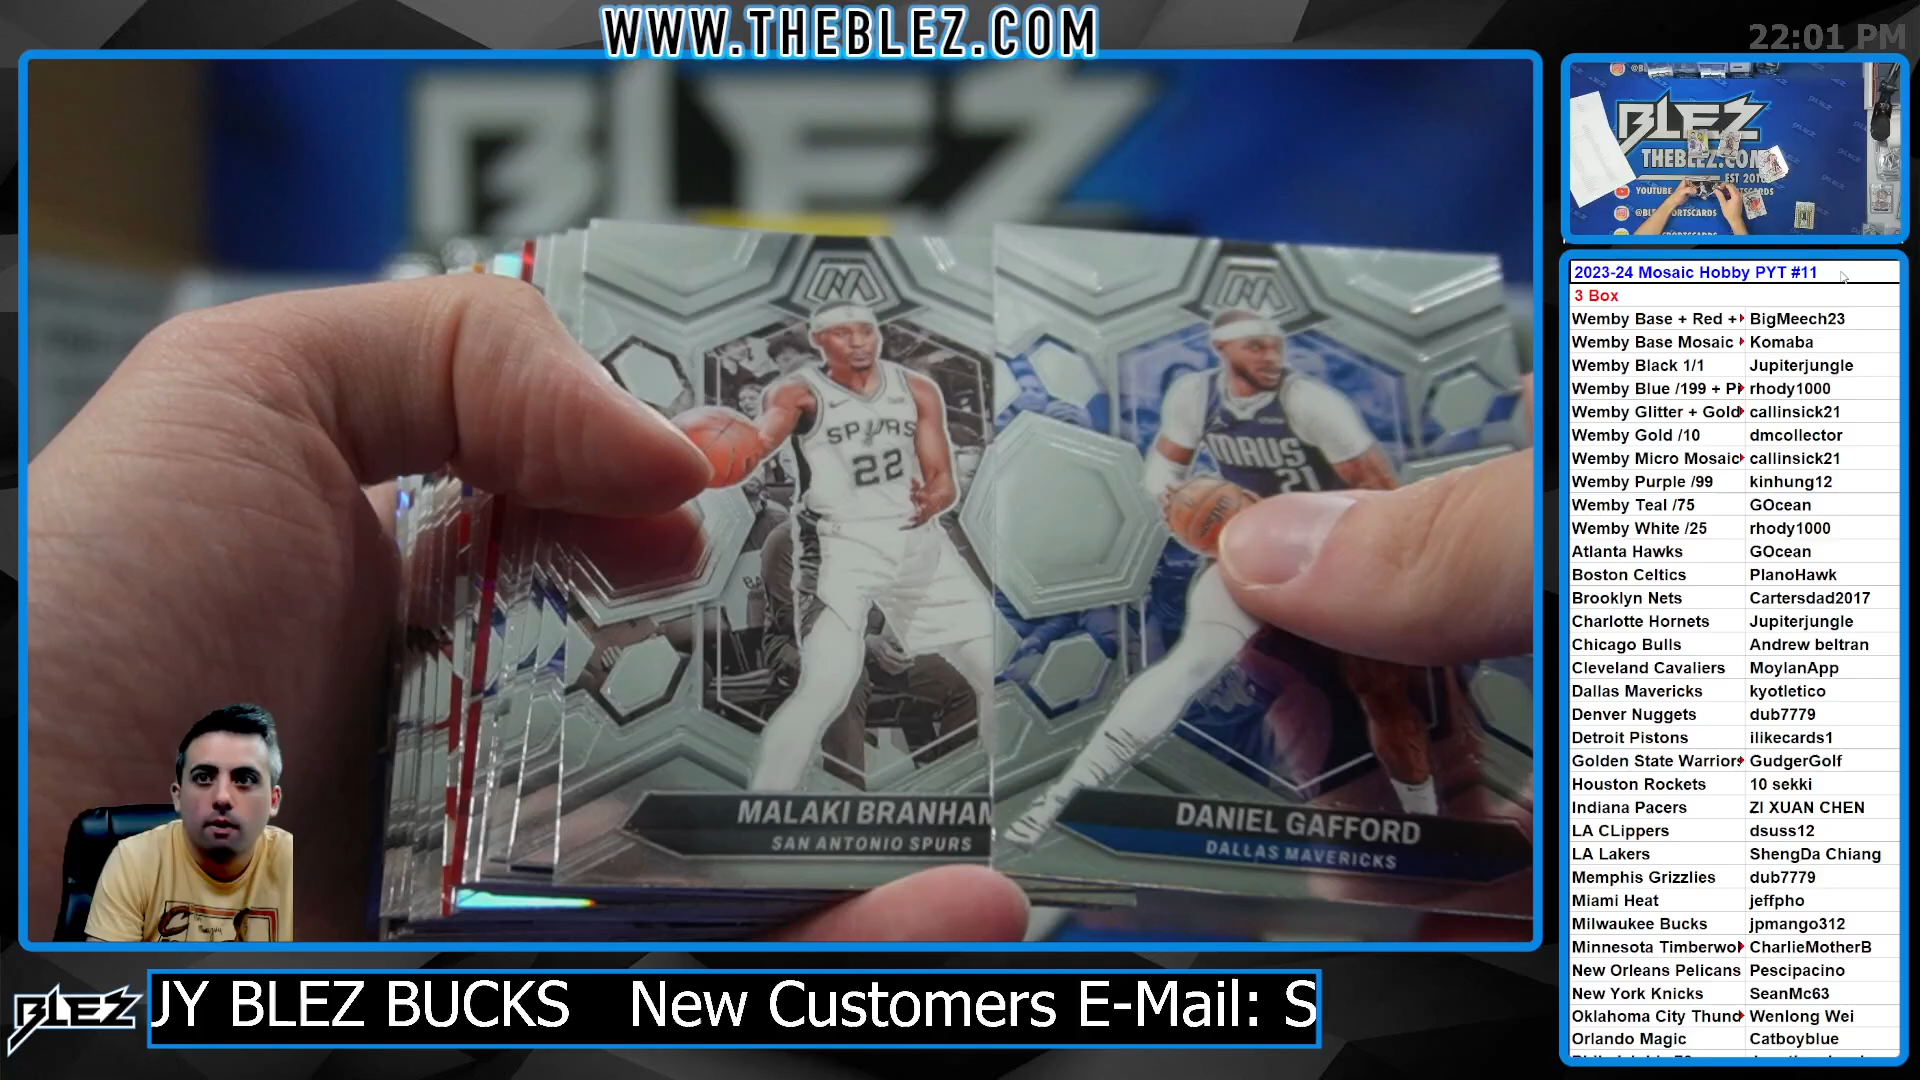 WWW.THEBLEZ.COM
22:01 PM
BLEZ
SPURS
22
MALAKI BRANHAM
SAN ANTONIO SPURS
MAUS
21
DANIEL GAFFORD
DALLAS MAVERICKS
BLEZ
THEBLEZ.COM
YOUTUBE
2023-24 Mosaic Hobby PYT #11
3 Box
Wemby Base + Red + BigMeech23
Wemby Base Mosaic Komaba
Wemby Black 1/1 Jupiterjungle
Wemby Blue /199 + Pi rhody1000
Wemby Glitter + Gold callinsick21
Wemby Gold /10 dmcollector
Wemby Micro Mosaic callinsick21
Wemby Purple /99 kinhung12
Wemby Teal /75 GOcean
Wemby White /25 rhody1000
Atlanta Hawks GOcean
Boston Celtics PlanoHawk
Brooklyn Nets Cartersdad2017
Charlotte Hornets Jupiterjungle
Chicago Bulls Andrew beltran
Cleveland Cavaliers MoylanApp
Dallas Mavericks kyotletico
Denver Nuggets dub7779
Detroit Pistons ilikecards1
Golden State Warriors GudgerGolf
Houston Rockets 10 sekki
Indiana Pacers ZI XUAN CHEN
LA CLippers dsuss12
LA Lakers ShengDa Chiang
Memphis Grizzlies dub7779
Miami Heat jeffpho
Milwaukee Bucks jpmango312
Minnesota Timberwol CharlieMotherB
New Orleans Pelicans Pescipacino
New York Knicks SeanMc63
Oklahoma City Thund Wenlong Wei
Orlando Magic Catboyblue
BLEZ
UY BLEZ BUCKS New Customers E-Mail: S